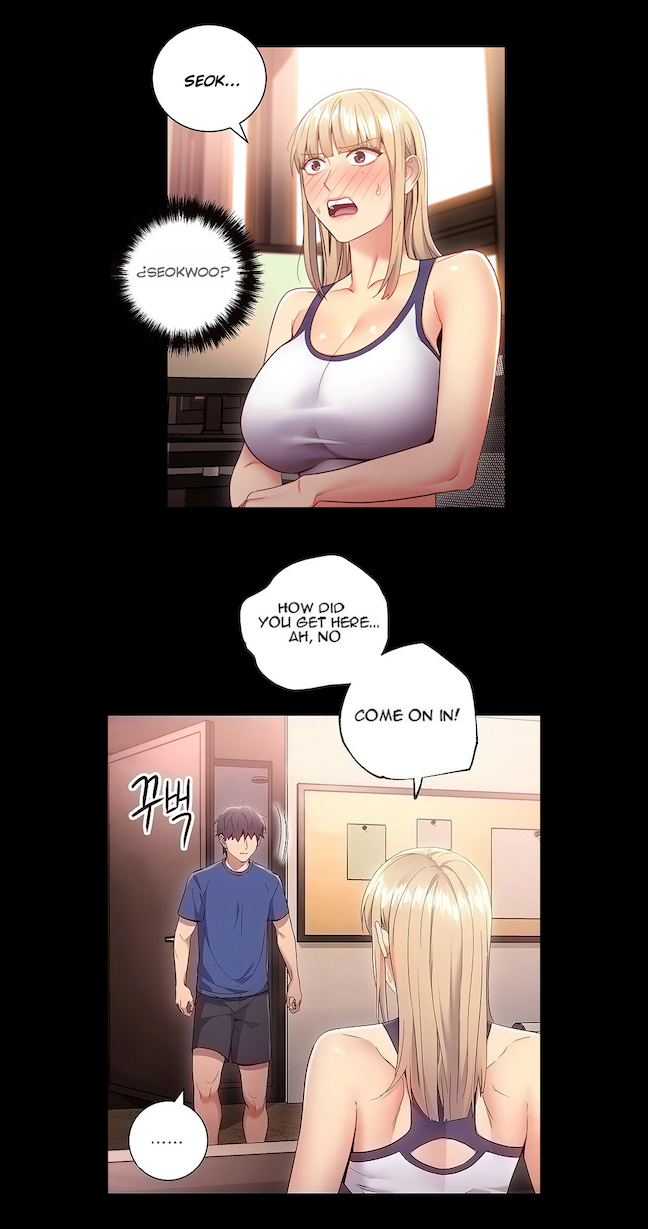 SEOK...
¿SEOKWOO?
HOW DID
YOU GET HERE...
AH, NO
COME ON IN!
꾸벅
......